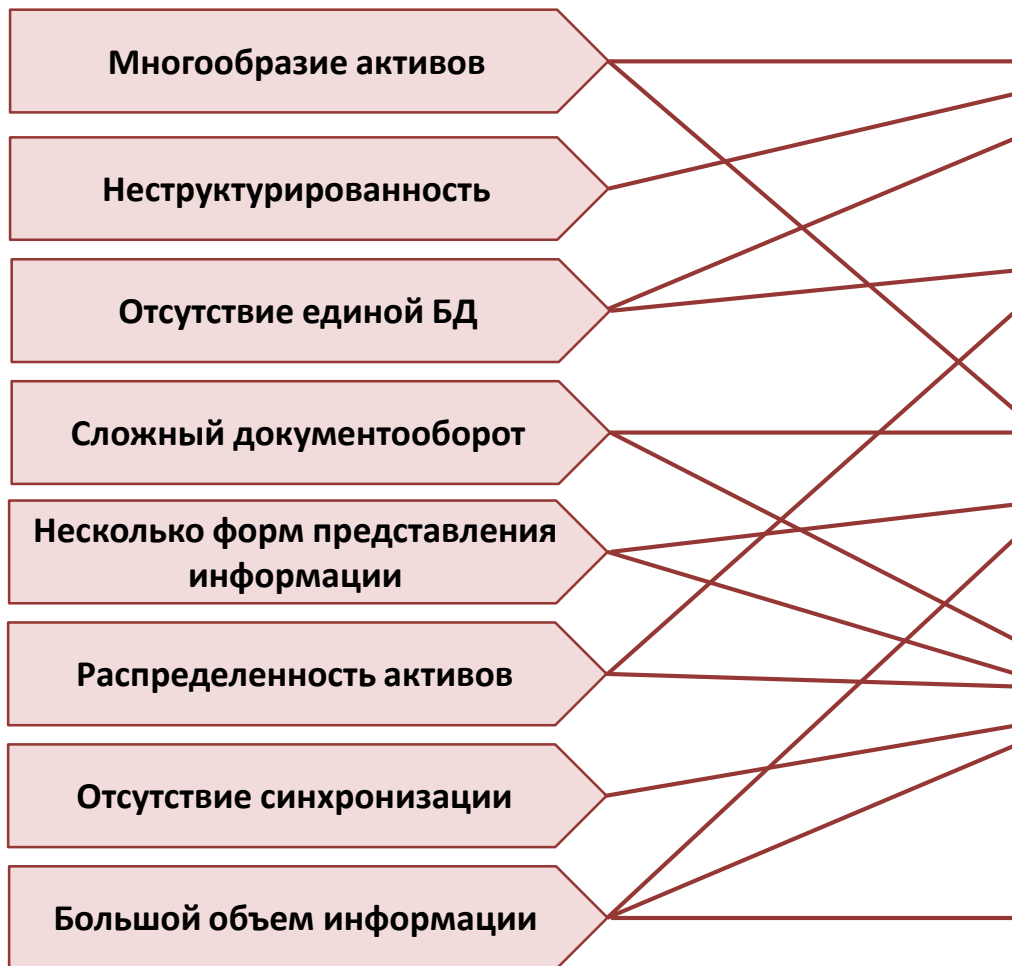 Многообразие активов
Неструктурированность
Отсутствие единой БД
Сложный документооборот
Несколько форм представления
информации
Распределенность активов
Отсутствие синхронизации
Большой объем информации